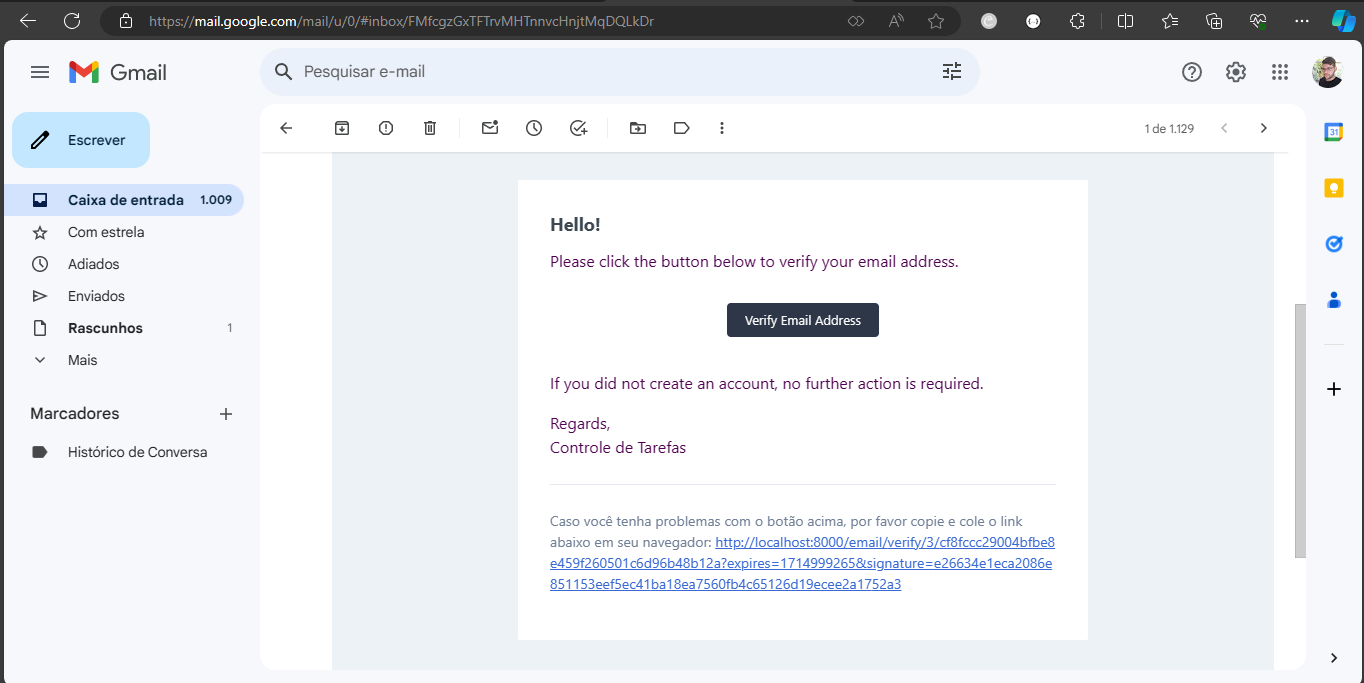 https://mail.google.com/mail/u/0/#inbox/FMfcgzGxTFTrvMHTnnvcHnjtMqDQLkDr
Gmail
Pesquisar e-mail
Escrever
1 de 1.129
Caixa de entrada 1.009
Com estrela
Adiados
Enviados
Rascunhos 1
Mais
Marcadores
Histórico de Conversa
Hello!
Please click the button below to verify your email address.
Verify Email Address
If you did not create an account, no further action is required.
Regards,
Controle de Tarefas
Caso você tenha problemas com o botão acima, por favor copie e cole o link
abaixo em seu navegador: http://localhost:8000/email/verify/3/cf8fccc29004bfbe8
e459f260501c6d96b48b12a?expires=1714999265&signature=e26634e1eca2086e
851153eef5ec41ba18ea7560fb4c65126d19ecee2a1752a3
31